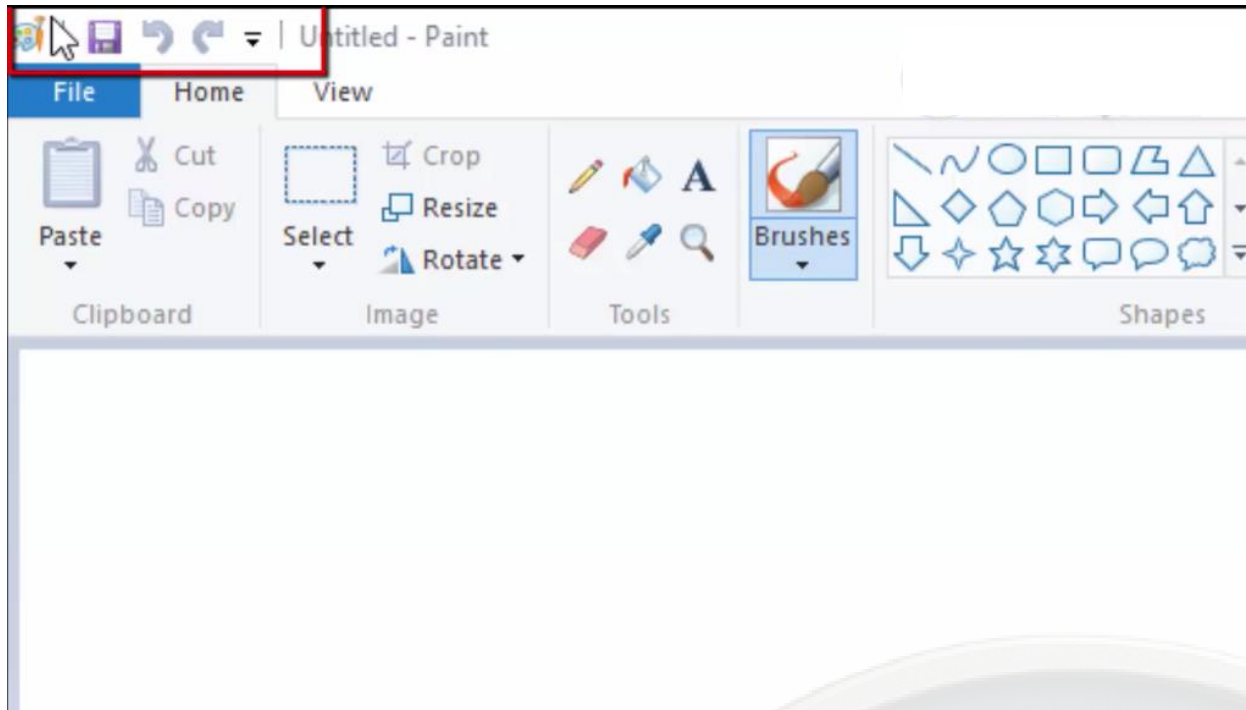 Untitled - Paint
File Home View
Cut Crop
Copy Resize
Paste Select Rotate A Brushes
Clipboard Image Tools Shapes